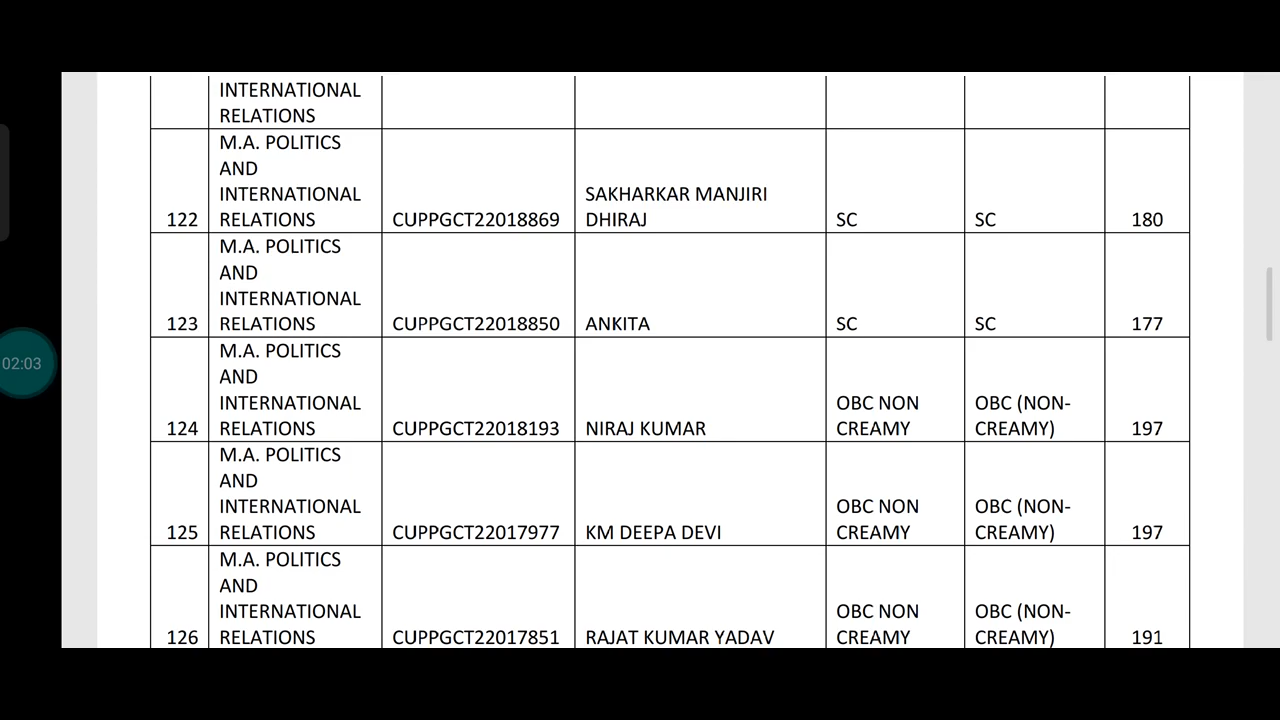 INTERNATIONAL
RELATIONS
M.A. POLITICS
AND
INTERNATIONAL
RELATIONS
122
CUPPGCT22018869
SAKHARKAR MANJIRI
DHIRAJ
SC
SC
180
M.A. POLITICS
AND
INTERNATIONAL
RELATIONS
123
CUPPGCT22018850
ANKITA
SC
SC
177
M.A. POLITICS
AND
INTERNATIONAL
RELATIONS
124
CUPPGCT22018193
NIRAJ KUMAR
OBC NON
CREAMY
OBC (NON-
CREAMY)
197
M.A. POLITICS
AND
INTERNATIONAL
RELATIONS
125
CUPPGCT22017977
KM DEEPA DEVI
OBC NON
CREAMY
OBC (NON-
CREAMY)
197
M.A. POLITICS
AND
INTERNATIONAL
RELATIONS
126
CUPPGCT22017851
RAJAT KUMAR YADAV
OBC NON
CREAMY
OBC (NON-
CREAMY)
191
02:03